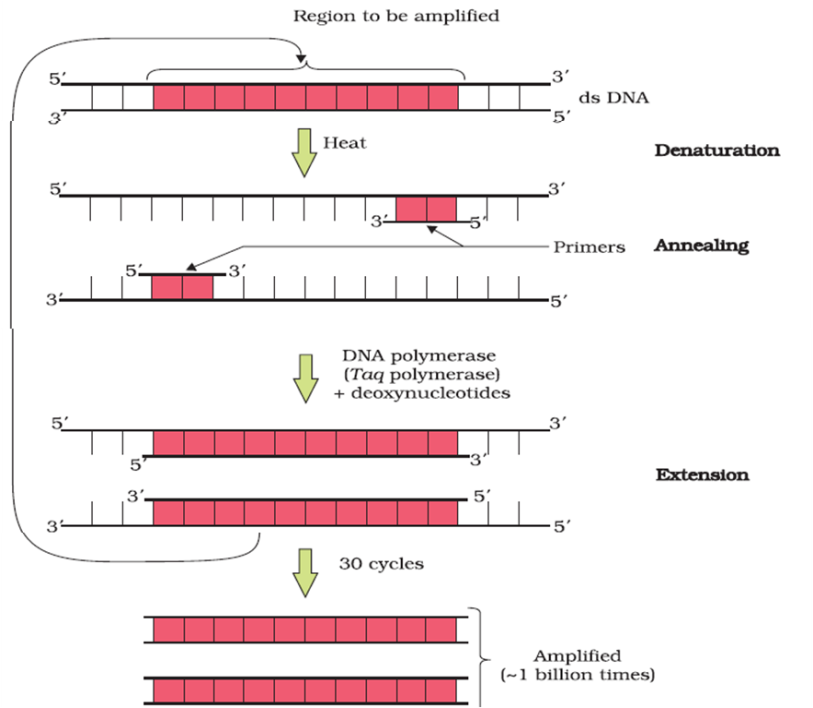 Region to be amplified
5′ 3′
ds DNA
3′ 5′
Heat
Denaturation
5′ 3′
3′ 5′
Primers Annealing
5′ 3′
3′ 5′
DNA polymerase
(Taq polymerase)
+ deoxynucleotides
5′ 3′
5′ 3′
Extension
3′ 5′
3′ 5′
30 cycles
Amplified
(~1 billion times)